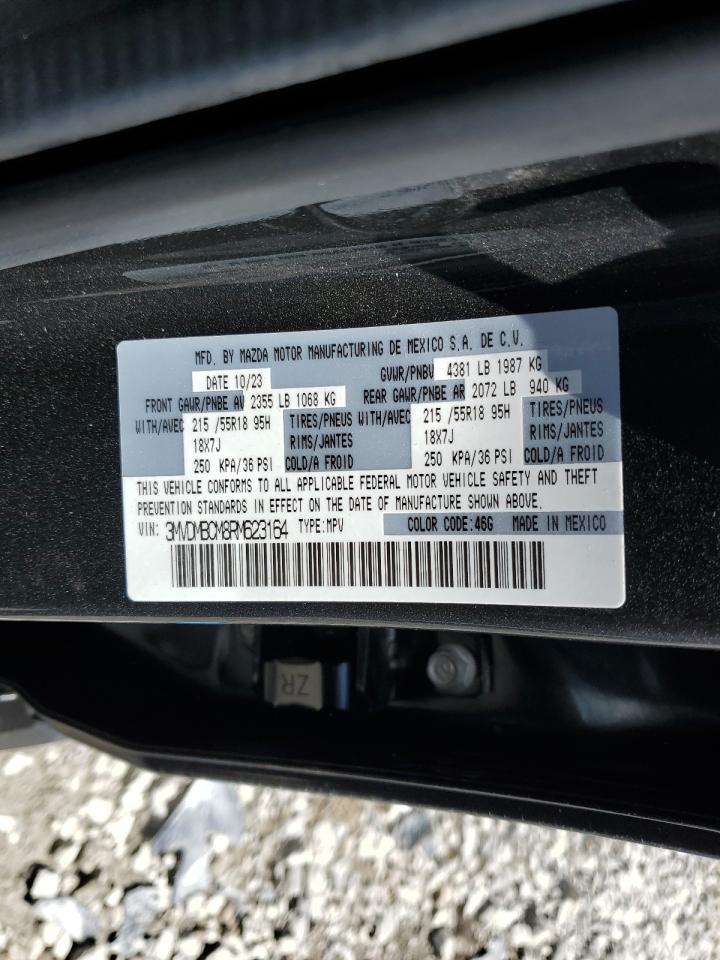 MFD. BY MAZDA MOTOR MANUFACTURING DE MEXICO S.A. DE C.V.
DATE 10/23 GVWR/PNBV 4381 LB 1987 KG
FRONT GAWR/PNBE AV 2355 LB 1068 KG REAR GAWR/PNBE AR 2072 LB 940 KG
WITH/AVEC 215 /55R18 95H TIRES/PNEUS WITH/AVEC 215 /55R18 95H TIRES/PNEUS
18X7J RIMS/JANTES 18X7J RIMS/JANTES
250 KPA/36 PSI COLD/A FROID 250 KPA/36 PSI COLD/A FROID
THIS VEHICLE CONFORMS TO ALL APPLICABLE FEDERAL MOTOR VEHICLE SAFETY AND THEFT
PREVENTION STANDARDS IN EFFECT ON THE DATE OF MANUFACTURE SHOWN ABOVE.
VIN: 3MVDMBCM8RM623164 TYPE:MPV COLOR CODE:46G MADE IN MEXICO
ZR